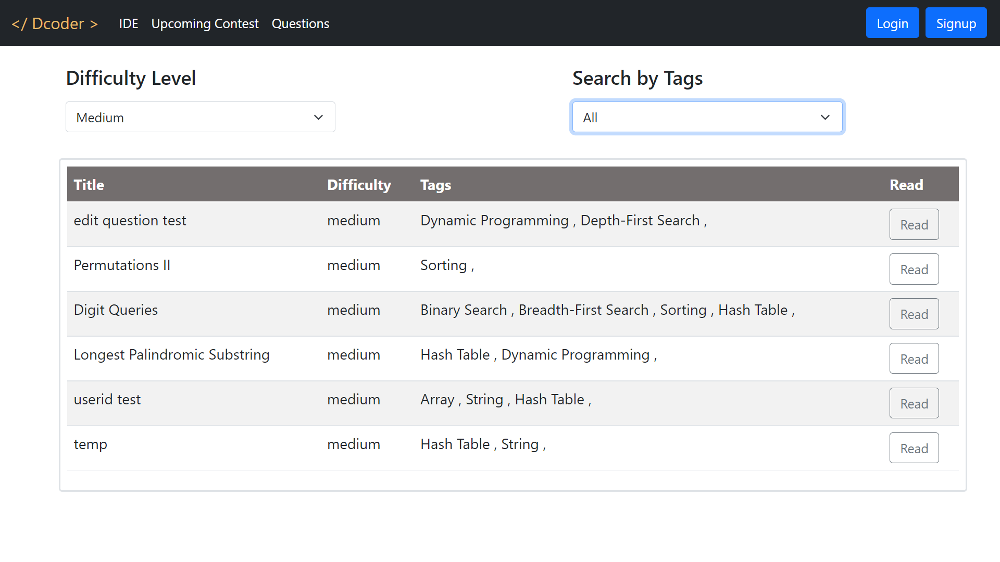 </ Dcoder > IDE Upcoming Contest Questions Login Signup
Difficulty Level Search by Tags
Medium All
Title Difficulty Tags Read
edit question test medium Dynamic Programming , Depth-First Search , Read
Permutations II medium Sorting , Read
Digit Queries medium Binary Search , Breadth-First Search , Sorting , Hash Table , Read
Longest Palindromic Substring medium Hash Table , Dynamic Programming , Read
userid test medium Array , String , Hash Table , Read
temp medium Hash Table , String , Read